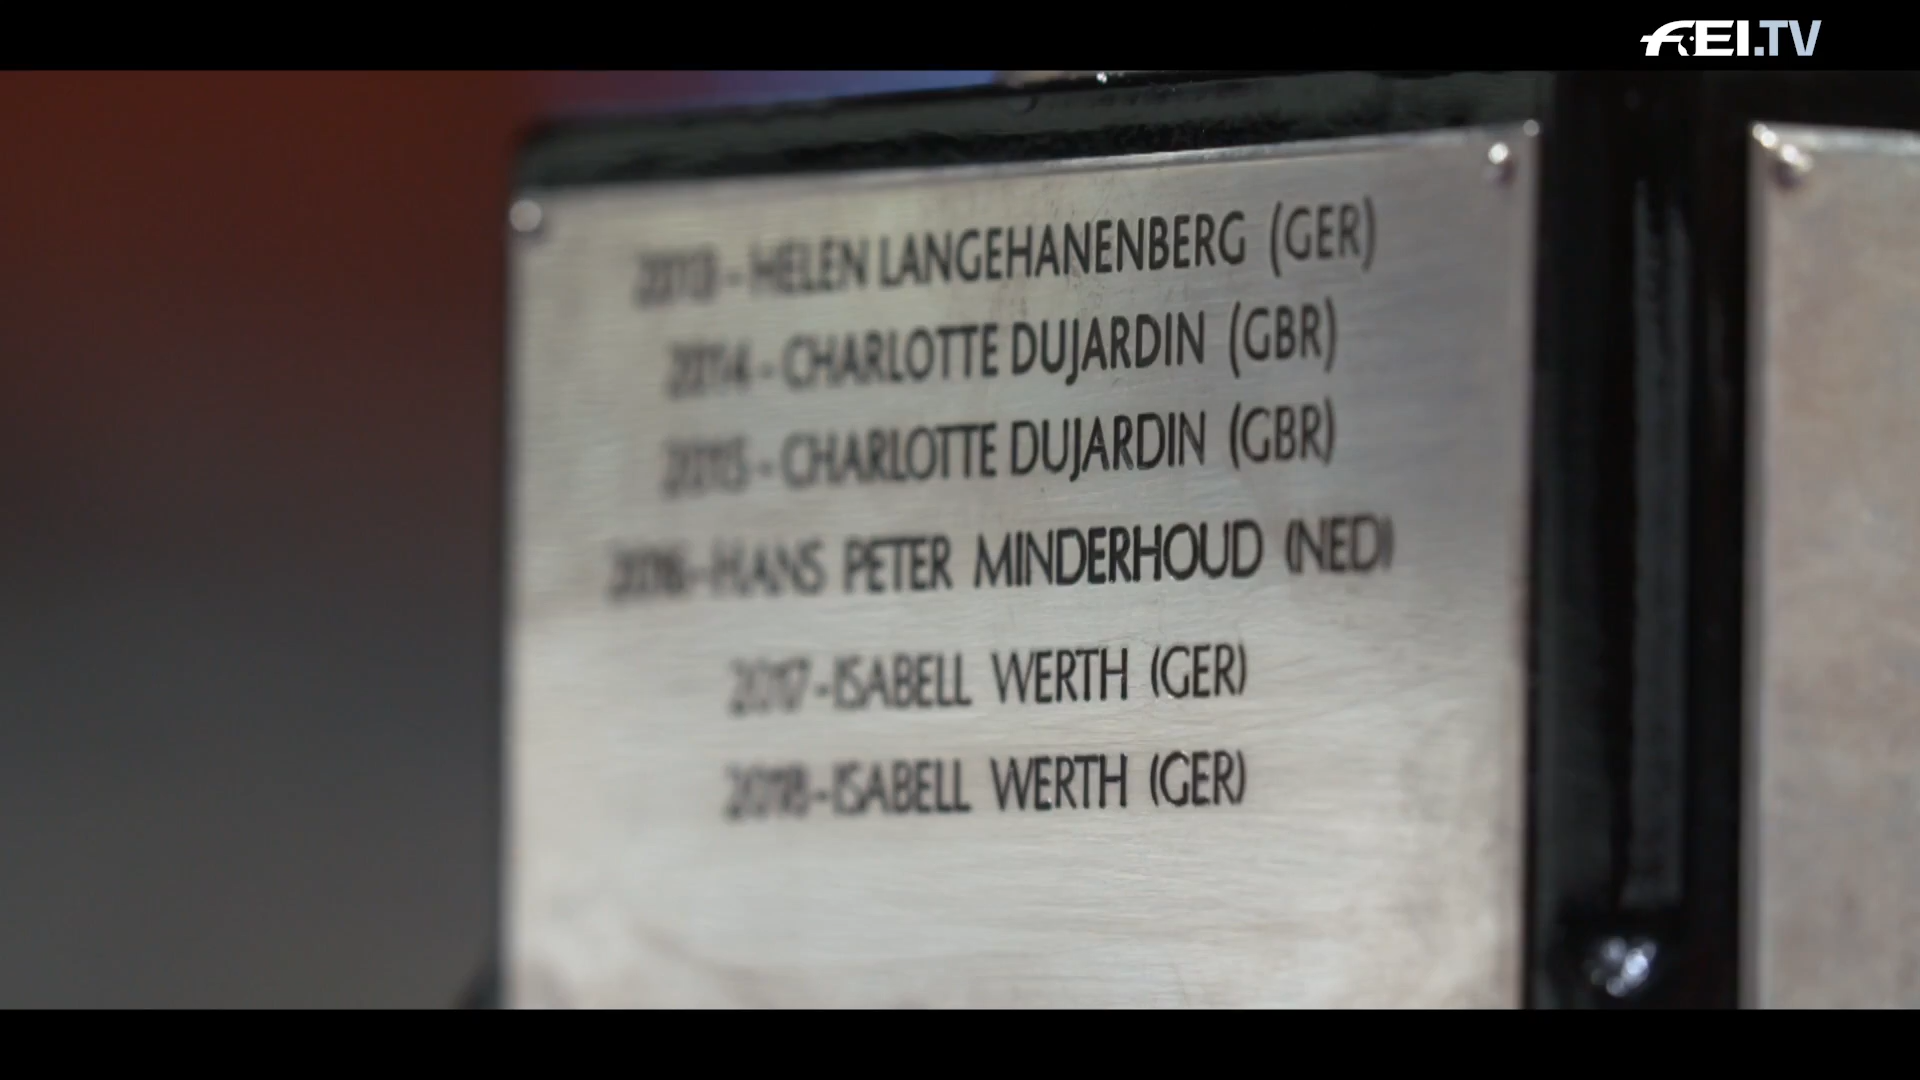 FEI.TV
2013 - HELEN LANGEHANENBERG (GER)
2014 - CHARLOTTE DUJARDIN (GBR)
2015 - CHARLOTTE DUJARDIN (GBR)
2016-HANS PETER MINDERHOUD (NED)
2017-ISABELL WERTH (GER)
2018-ISABELL WERTH (GER)